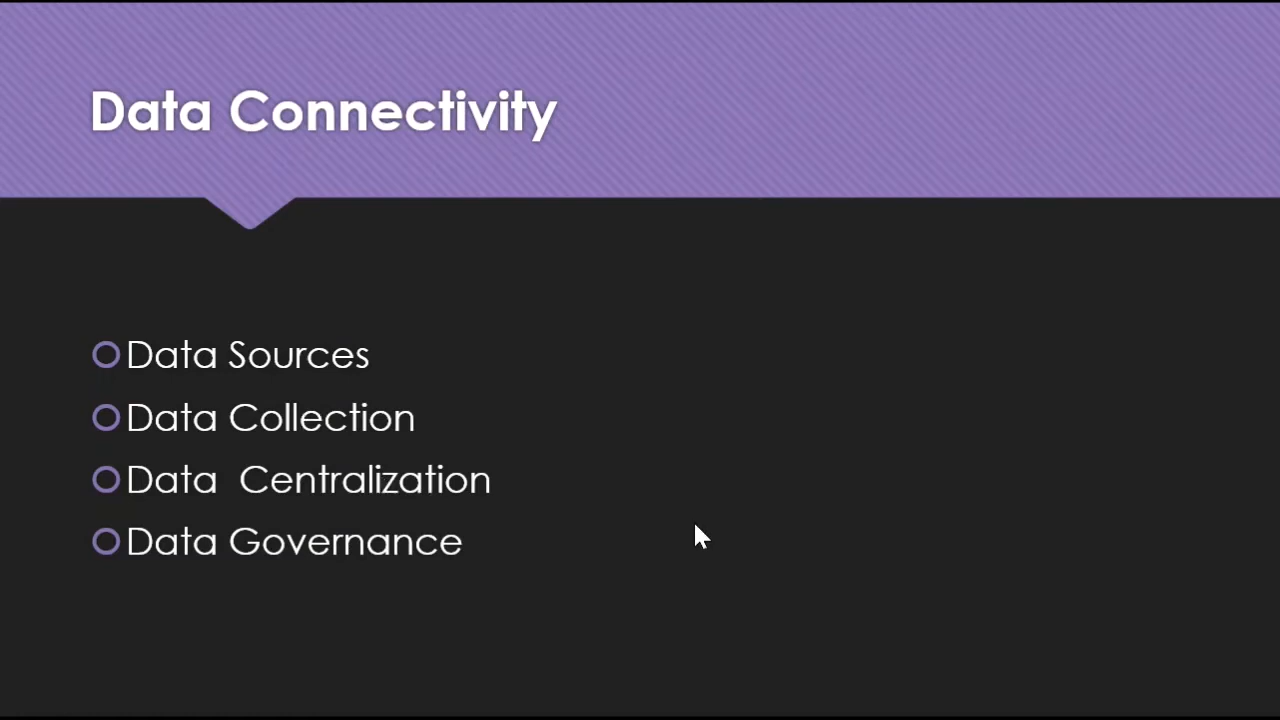 Data Connectivity
Data Sources
Data Collection
Data  Centralization
Data Governance